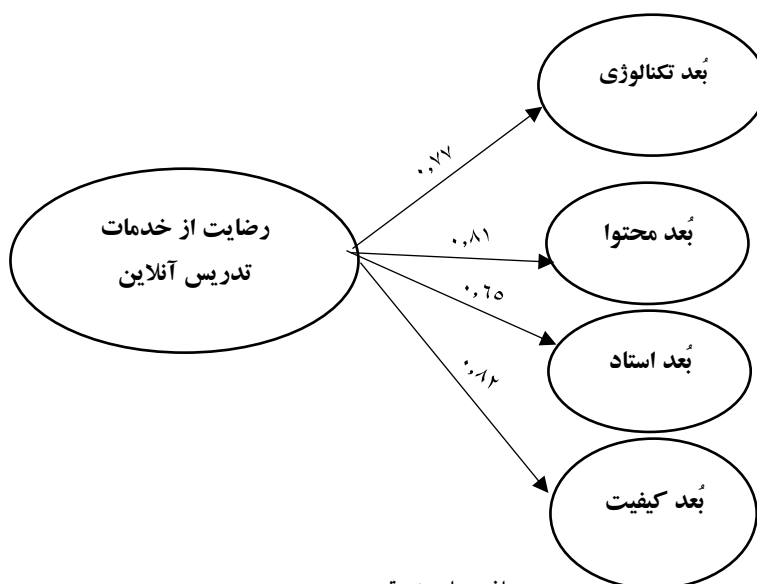 بُعد تکنالوژی
۰,۷۷
رضایت از خدمات
تدریس آنلاین
۰,۸۱
بُعد محتوا
۰,٦٥
بُعد استاد
۰,۸۲
بُعد کیفیت